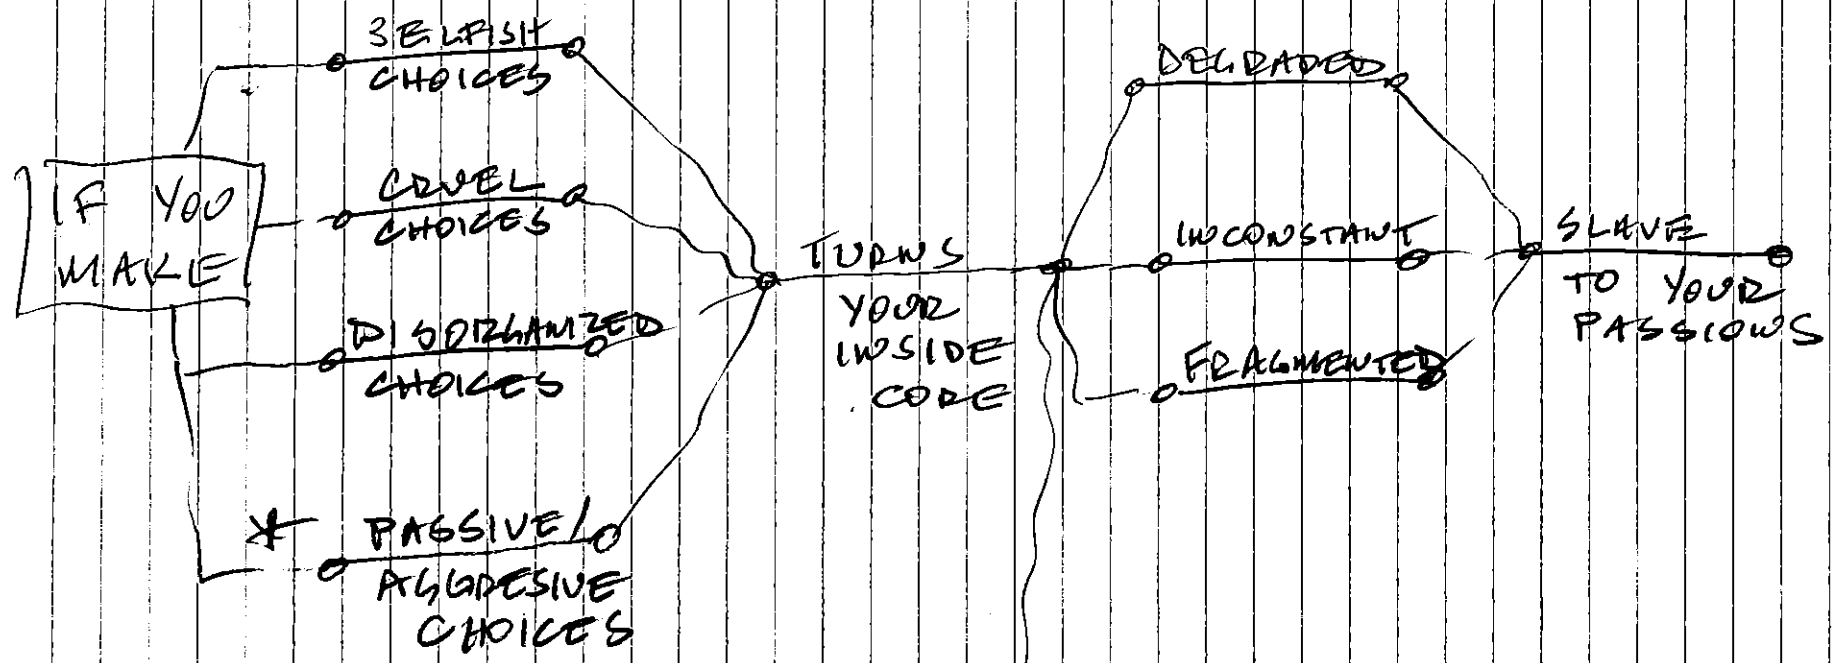 IF YOU
MAKE
SELFISH
CHOICES
CRUEL
CHOICES
DISORGANIZED
CHOICES
* PASSIVE/
AGGRESIVE
CHOICES
TURNS
YOUR
INSIDE
CODE
DEGRADED
INCONSTANT
FRAGMENTED
SLAVE
TO YOUR
PASSIONS